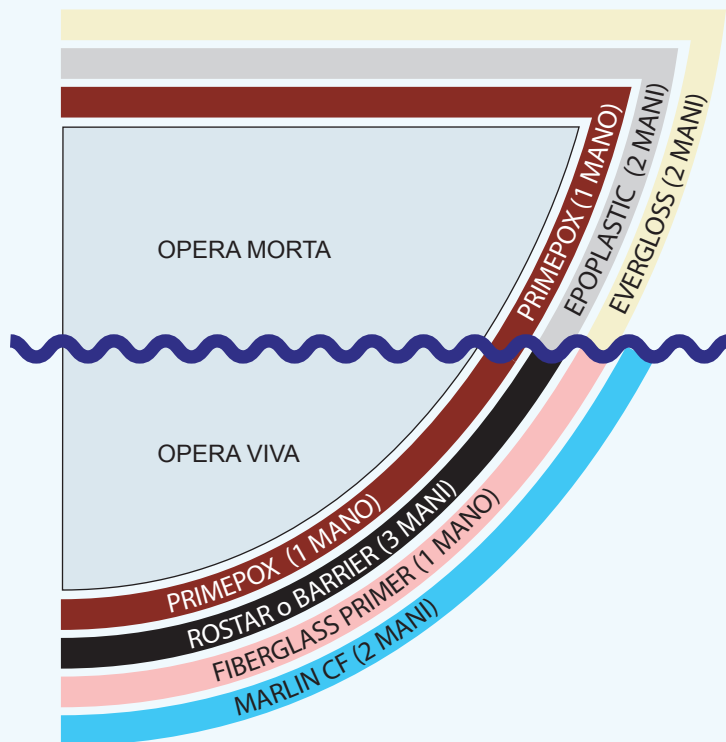 PRIMEPOX (1 MANO)
EPOPLASTIC (2 MANI)
EVERGLOSS (2 MANI)
OPERA MORTA
OPERA VIVA
PRIMEPOX (1 MANO)
ROSTAR o BARRIER (3 MANI)
FIBERGLASS PRIMER (1 MANO)
MARLIN CF (2 MANI)